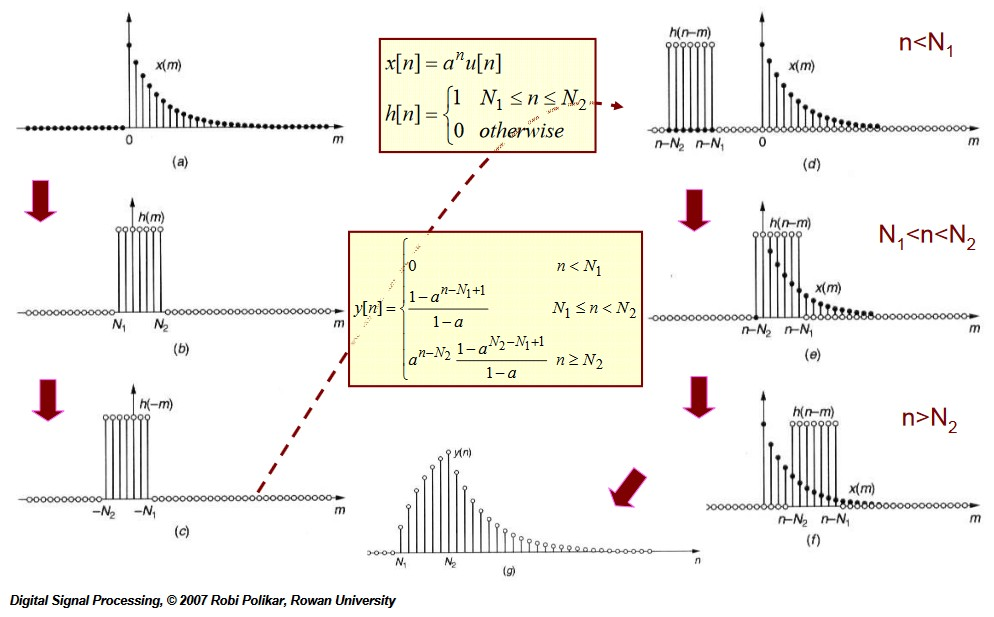 x(m)
0
m
(a)
h(m)
N₁ N₂
m
(b)
h(−m)
−N₂ −N₁
m
(c)
x[n] = aⁿu[n]
h[n] = {1 N₁ ≤ n ≤ N₂
0 otherwise
y[n] = {0 n < N₁
(1−a^(n−N₁+1))/(1−a) N₁ ≤ n < N₂
a^(n−N₂) (1−a^(N₂−N₁+1))/(1−a) n ≥ N₂
h(n−m)
x(m)
n<N₁
n−N₂ n−N₁ 0
m
(d)
h(n−m)
N₁<n<N₂
x(m)
n−N₂ n−N₁
m
(e)
h(n−m)
n>N₂
x(m)
n−N₂ n−N₁
m
(f)
y(n)
N₁ N₂
n
(g)
Digital Signal Processing, © 2007 Robi Polikar, Rowan University